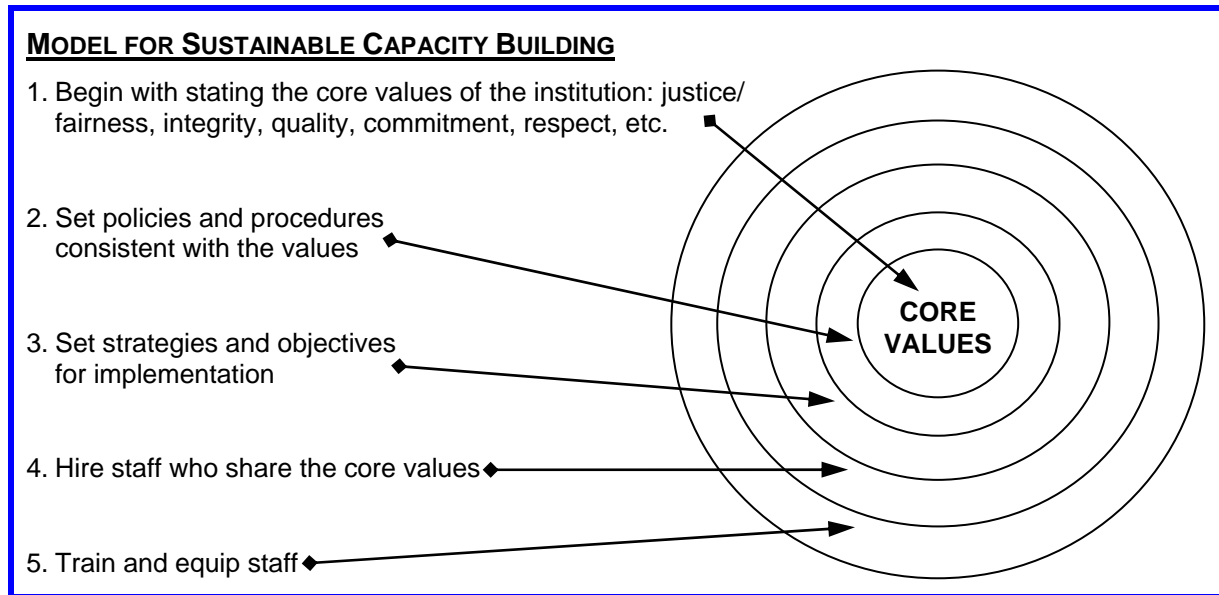 MODEL FOR SUSTAINABLE CAPACITY BUILDING
1. Begin with stating the core values of the institution: justice/
fairness, integrity, quality, commitment, respect, etc.
2. Set policies and procedures
consistent with the values
3. Set strategies and objectives
for implementation
4. Hire staff who share the core values
5. Train and equip staff
CORE
VALUES